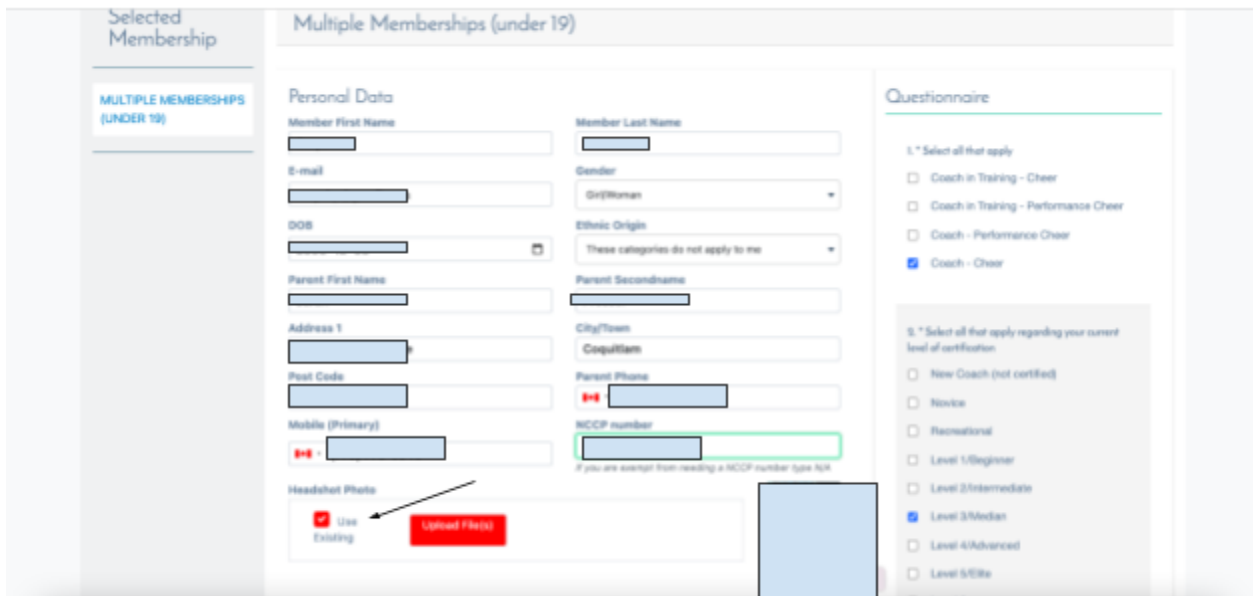 Selected
Membership
MULTIPLE MEMBERSHIPS
(UNDER 19)
Multiple Memberships (under 19)
Personal Data
Member First Name
Member Last Name
E-mail
Gender
Girl/Woman
DOB
Ethnic Origin
These categories do not apply to me
Parent First Name
Parent Secondname
Address 1
City/Town
Coquitlam
Post Code
Parent Phone
Mobile (Primary)
NCCP number
If you are exempt from needing a NCCP number type N/A
Headshot Photo
Use
Existing
Upload File(s)
Questionnaire
1. * Select all that apply
Coach in Training - Cheer
Coach in Training - Performance Cheer
Coach - Performance Cheer
Coach - Cheer
2. * Select all that apply regarding your current
level of certification
New Coach (not certified)
Novice
Recreational
Level 1/Beginner
Level 2/Intermediate
Level 3/Median
Level 4/Advanced
Level 5/Elite